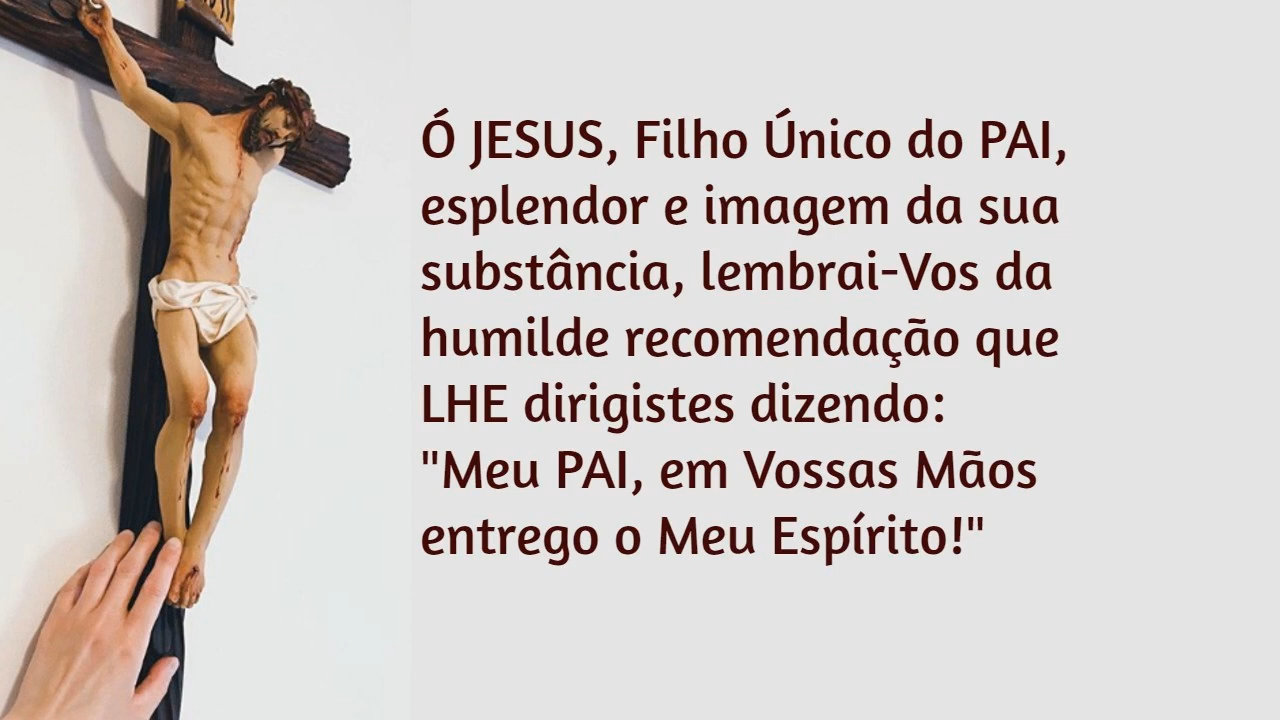 Ó JESUS, Filho Único do PAI,
esplendor e imagem da sua
substância, lembrai-Vos da
humilde recomendação que
LHE dirigistes dizendo:
"Meu PAI, em Vossas Mãos
entrego o Meu Espírito!"